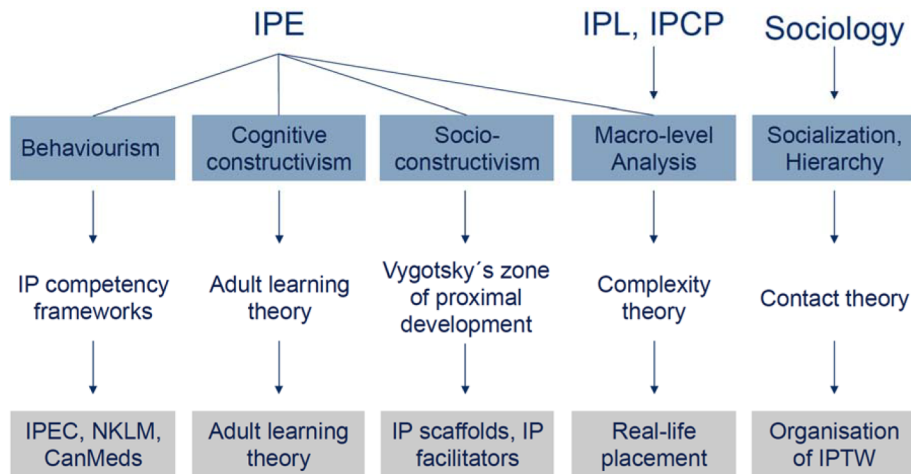 IPE
IPL, IPCP
Sociology
Behaviourism
Cognitive
constructivism
Socio-
constructivism
Macro-level
Analysis
Socialization,
Hierarchy
IP competency
frameworks
Adult learning
theory
Vygotsky´s zone
of proximal
development
Complexity
theory
Contact theory
IPEC, NKLM,
CanMeds
Adult learning
theory
IP scaffolds, IP
facilitators
Real-life
placement
Organisation
of IPTW